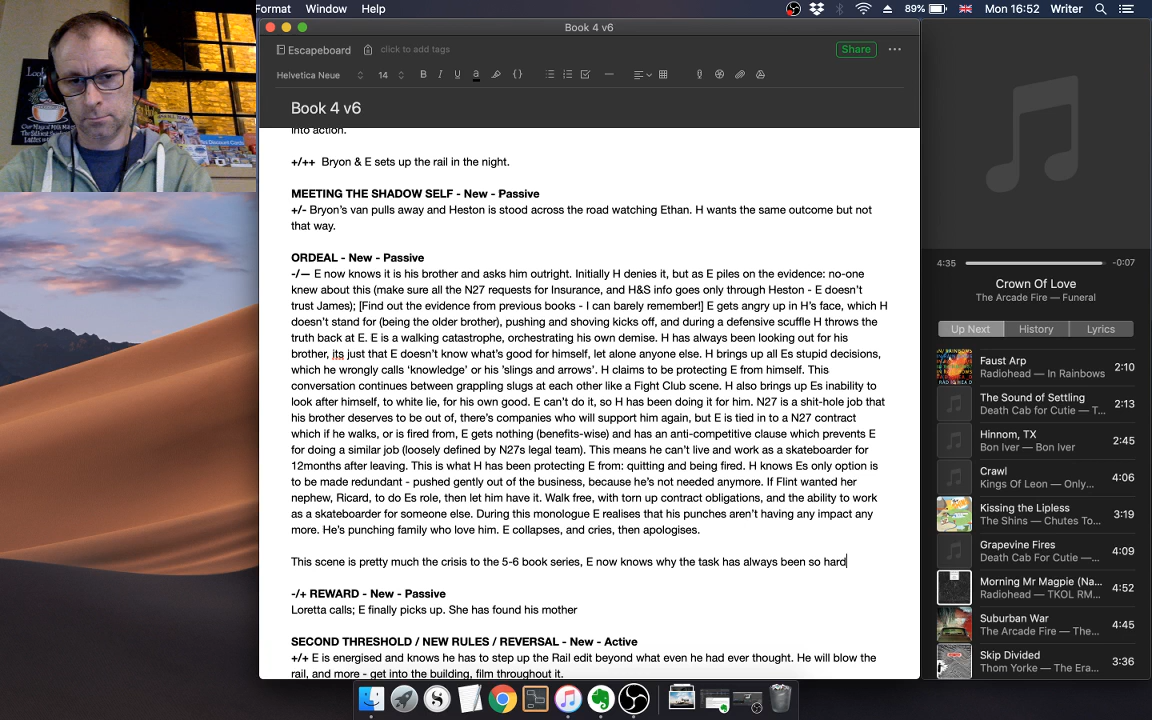 Format Window Help
89% Mon 16:52 Writer
Book 4 v6
Escapeboard click to add tags Share
Helvetica Neue 14 B I U a
Book 4 v6
into action.
+/++ Bryon & E sets up the rail in the night.
MEETING THE SHADOW SELF - New - Passive
+/- Bryon's van pulls away and Heston is stood across the road watching Ethan. H wants the same outcome but not
that way.
ORDEAL - New - Passive
-/— E now knows it is his brother and asks him outright. Initially H denies it, but as E piles on the evidence: no-one
knew about this (make sure all the N27 requests for Insurance, and H&S info goes only through Heston - E doesn't
trust James); [Find out the evidence from previous books - I can barely remember!] E gets angry up in H's face, which H
doesn't stand for (being the older brother), pushing and shoving kicks off, and during a defensive scuffle H throws the
truth back at E. E is a walking catastrophe, orchestrating his own demise. H has always been looking out for his
brother, its just that E doesn't know what's good for himself, let alone anyone else. H brings up all Es stupid decisions,
which he wrongly calls 'knowledge' or his 'slings and arrows'. H claims to be protecting E from himself. This
conversation continues between grappling slugs at each other like a Fight Club scene. H also brings up Es inability to
look after himself, to white lie, for his own good. E can't do it, so H has been doing it for him. N27 is a shit-hole job that
his brother deserves to be out of, there's companies who will support him again, but E is tied in to a N27 contract
which if he walks, or is fired from, E gets nothing (benefits-wise) and has an anti-competitive clause which prevents E
for doing a similar job (loosely defined by N27s legal team). This means he can't live and work as a skateboarder for
12months after leaving. This is what H has been protecting E from: quitting and being fired. H knows Es only option is
to be made redundant - pushed gently out of the business, because he's not needed anymore. If Flint wanted her
nephew, Ricard, to do Es role, then let him have it. Walk free, with torn up contract obligations, and the ability to work
as a skateboarder for someone else. During this monologue E realises that his punches aren't having any impact any
more. He's punching family who love him. E collapses, and cries, then apologises.
This scene is pretty much the crisis to the 5-6 book series, E now knows why the task has always been so hard
-/+ REWARD - New - Passive
Loretta calls; E finally picks up. She has found his mother
SECOND THRESHOLD / NEW RULES / REVERSAL - New - Active
+/+ E is energised and knows he has to step up the Rail edit beyond what even he had ever thought. He will blow the
rail, and more - get into the building, film throughout it.
4:35 -0:07
Crown Of Love
The Arcade Fire — Funeral
Up Next History Lyrics
Faust Arp
Radiohead — In Rainbows
2:10
The Sound of Settling
Death Cab For Cutie — T...
2:13
Hinnom, TX
Bon Iver — Bon Iver
2:45
Crawl
Kings Of Leon — Only...
4:06
Kissing the Lipless
The Shins — Chutes To...
3:19
Grapevine Fires
Death Cab For Cutie —...
4:09
Morning Mr Magpie (Na...
Radiohead — TKOL RM...
4:52
Suburban War
The Arcade Fire — The...
4:45
Skip Divided
Thom Yorke — The Era...
3:36